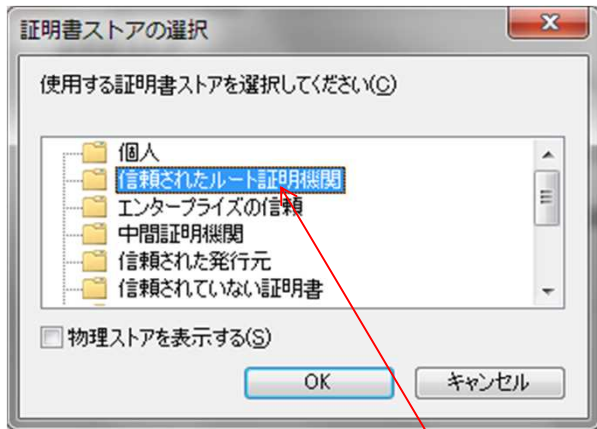 証明書ストアの選択
使用する証明書ストアを選択してください(C)
個人
信頼されたルート証明機関
エンタープライズの信頼
中間証明機関
信頼された発行元
信頼されていない証明書
物理ストアを表示する(S)
OK
キャンセル